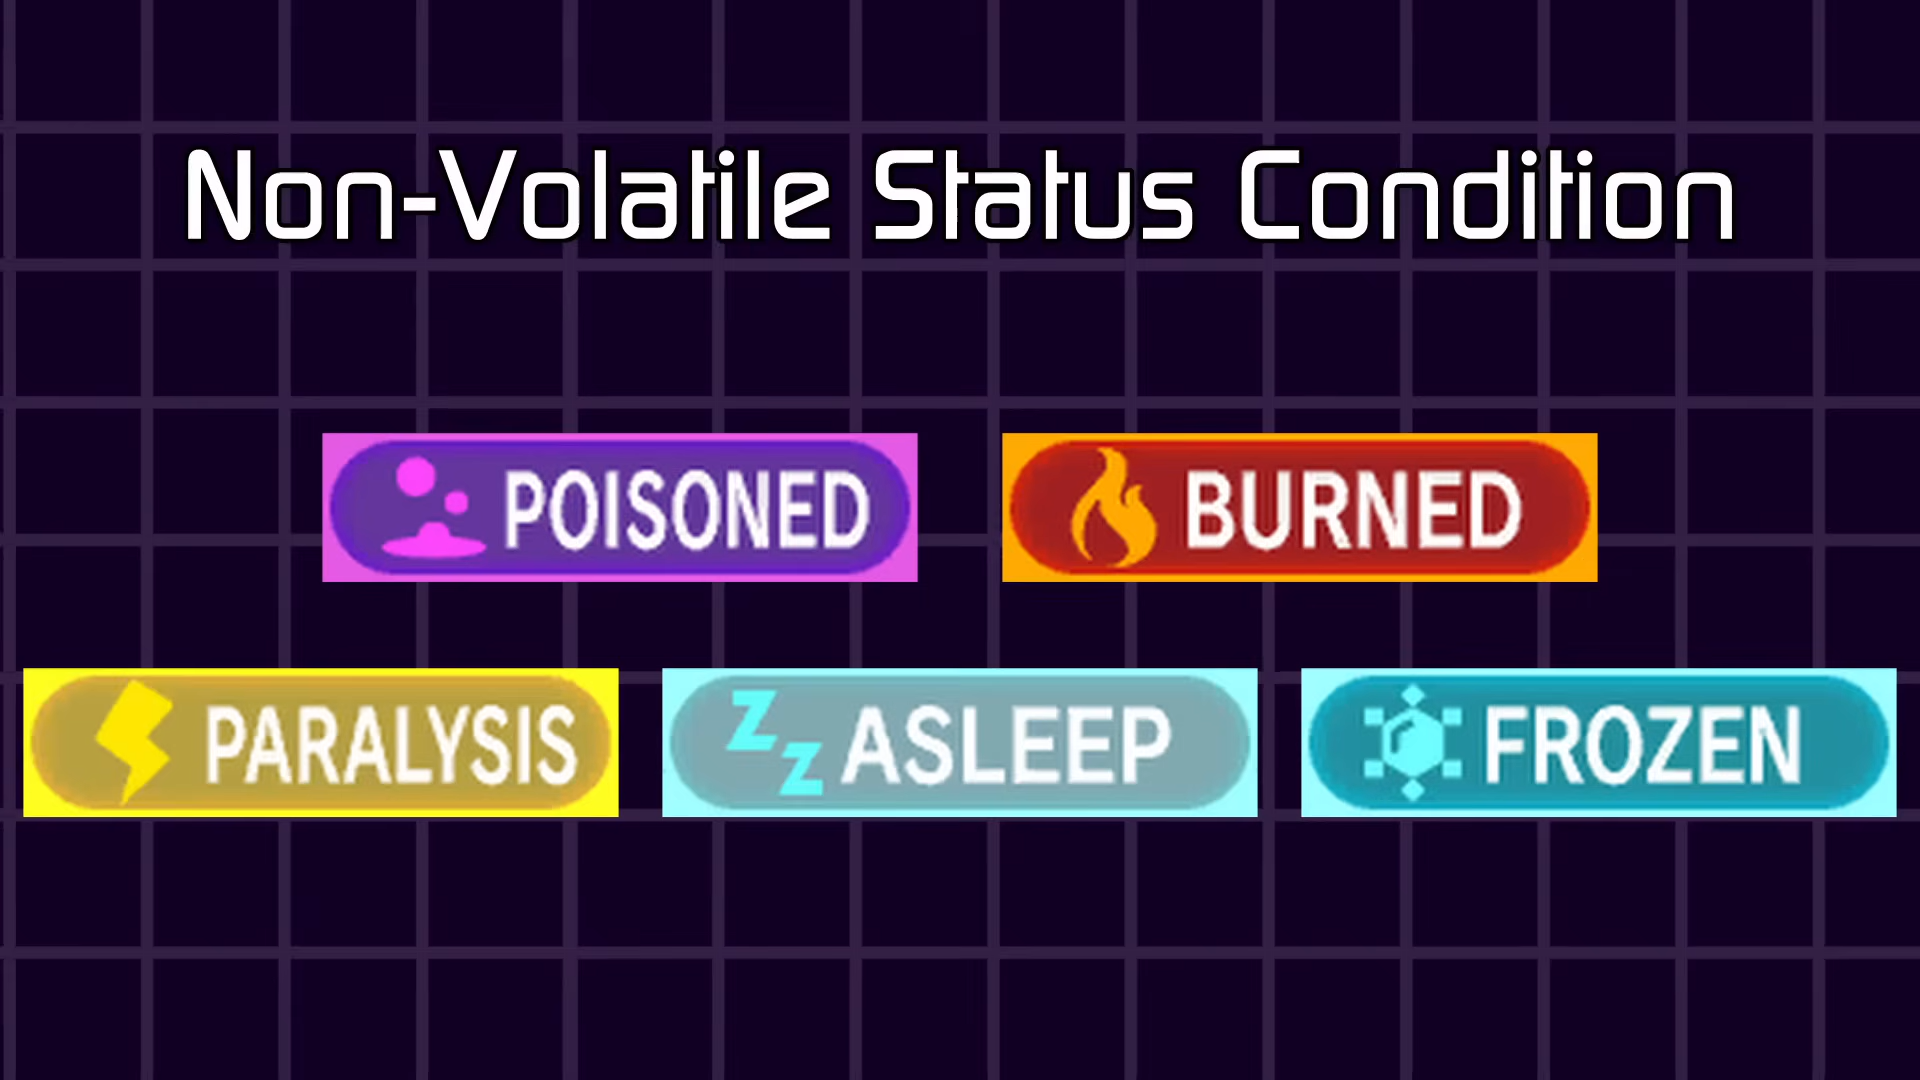 Non-Volatile Status Condition
POISONED
BURNED
PARALYSIS
ASLEEP
FROZEN